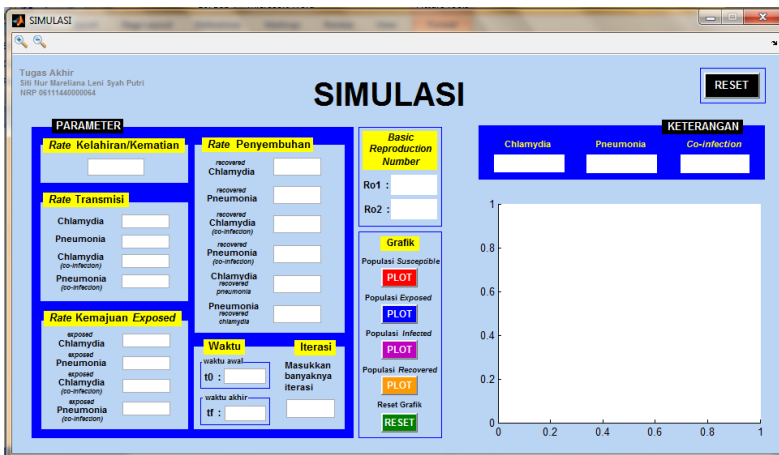 SIMULASI
Tugas Akhir
Siti Nur Mareliana Leni Syah Putri
NRP 06111440000064
SIMULASI
RESET
PARAMETER
Rate Kelahiran/Kematian
Rate Transmisi
Chlamydia
Pneumonia
Chlamydia
(co-infection)
Pneumonia
(co-infection)
Rate Kemajuan Exposed
exposed
Chlamydia
exposed
Pneumonia
exposed
Chlamydia
(co-infection)
exposed
Pneumonia
(co-infection)
Rate Penyembuhan
recovered
Chlamydia
recovered
Pneumonia
recovered
Chlamydia
(co-infection)
recovered
Pneumonia
(co-infection)
Chlamydia
recovered
pneumonia
Pneumonia
recovered
chlamydia
Waktu
waktu awal
t0 :
waktu akhir
tf :
Iterasi
Masukkan
banyaknya
iterasi
Basic
Reproduction
Number
Ro1 :
Ro2 :
Grafik
Populasi Susceptible
PLOT
Populasi Exposed
PLOT
Populasi Infected
PLOT
Populasi Recovered
PLOT
Reset Grafik
RESET
KETERANGAN
Chlamydia
Pneumonia
Co-infection
1
0.8
0.6
0.4
0.2
0
0 0.2 0.4 0.6 0.8 1